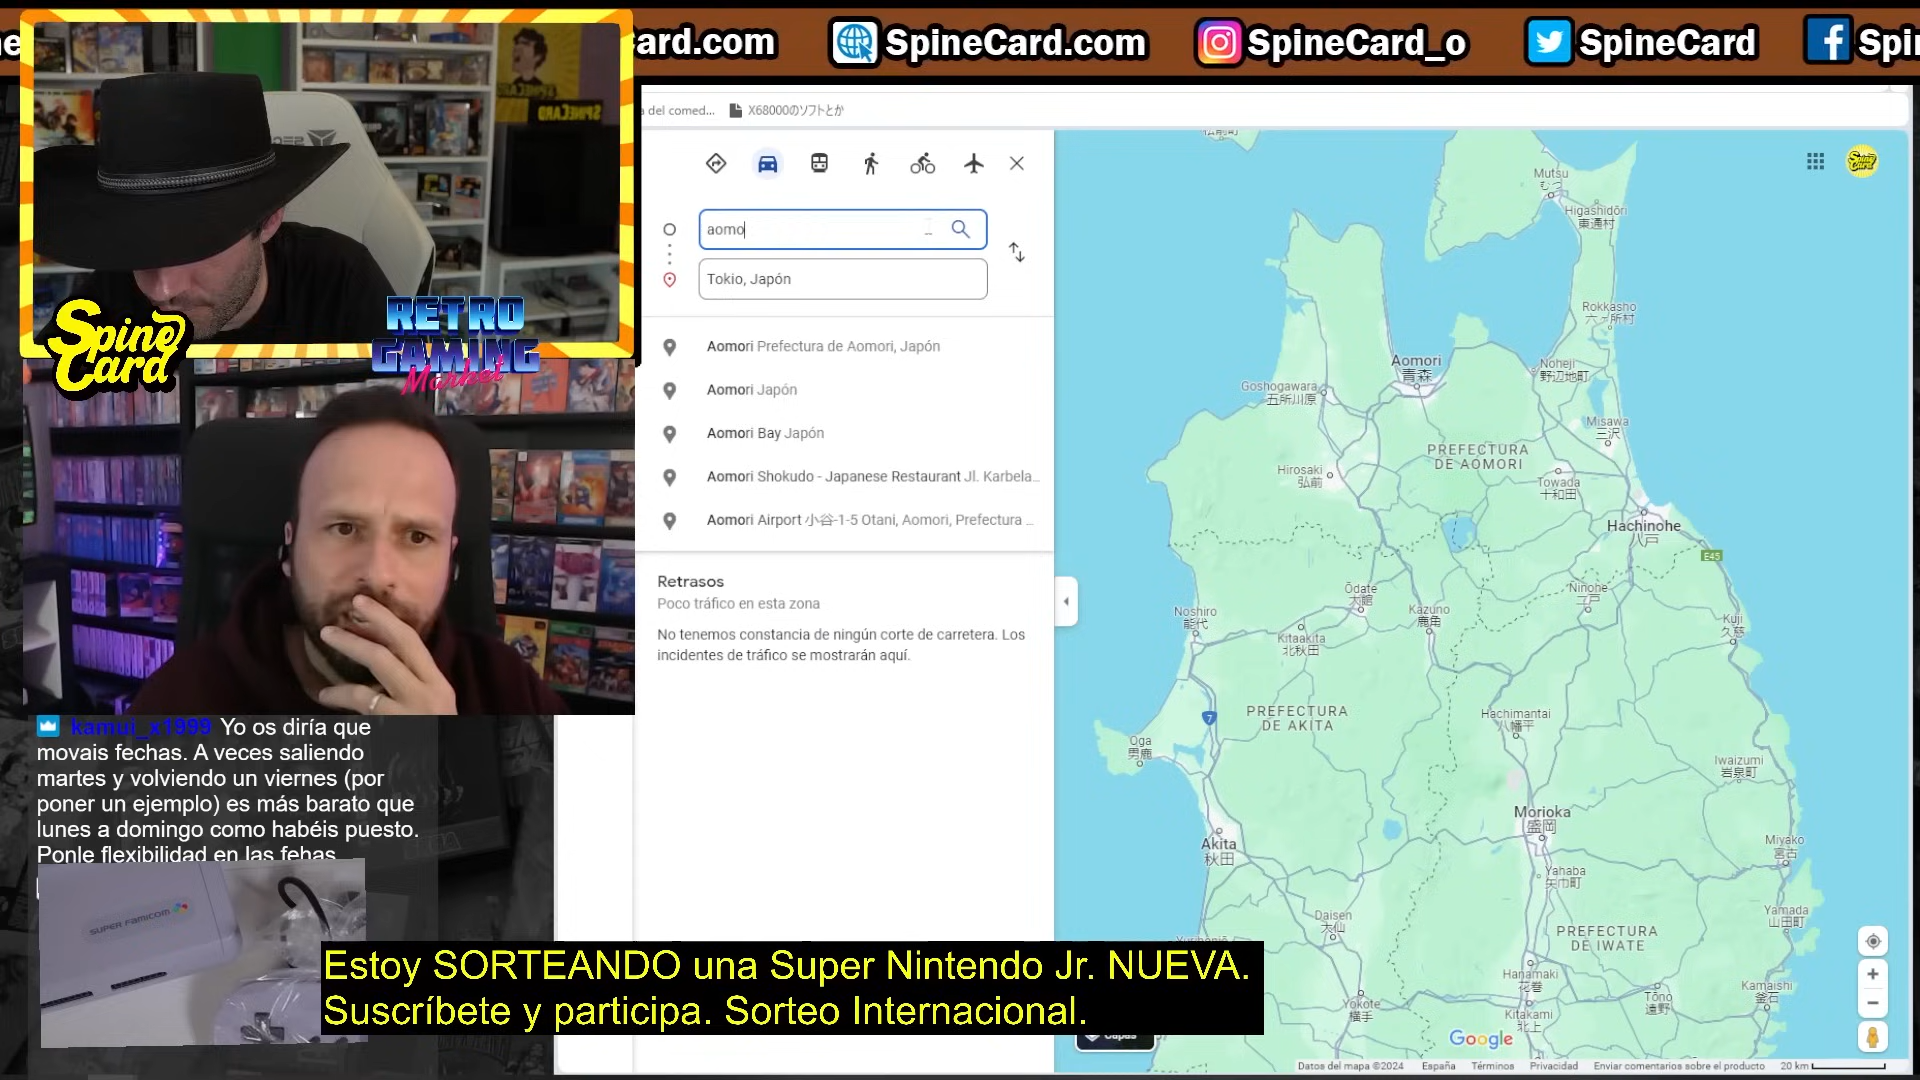 ard.com
SpineCard.com
SpineCard_o
SpineCard
Spi
a del comed...
X68000のソフトとか
aomo
Tokio, Japón
Aomori Prefectura de Aomori, Japón
Aomori Japón
Aomori Bay Japón
Aomori Shokudo - Japanese Restaurant Jl. Karbela...
Aomori Airport 小谷-1-5 Otani, Aomori, Prefectura ...
Retrasos
Poco tráfico en esta zona
No tenemos constancia de ningún corte de carretera. Los
incidentes de tráfico se mostrarán aquí.
Spine
Card
RETRO
GAMING
Market
kamui_x1999 Yo os diría que
movais fechas. A veces saliendo
martes y volviendo un viernes (por
poner un ejemplo) es más barato que
lunes a domingo como habéis puesto.
Ponle flexibilidad en las fehas
SUPER FAMICOM
Estoy SORTEANDO una Super Nintendo Jr. NUEVA.
Suscríbete y participa. Sorteo Internacional.
Mutsu
むつ
Higashidōri
東通村
Rokkasho
六ヶ所村
Aomori
青森
Noheji
野辺地町
Goshogawara
五所川原
Misawa
三沢
PREFECTURA
DE AOMORI
Hirosaki
弘前
Towada
十和田
Hachinohe
八戸
E45
Ōdate
大館
Ninohe
二戸
Noshiro
能代
Kazuno
鹿角
Kuji
久慈
Kitaakita
北秋田
PREFECTURA
DE AKITA
7
Hachimantai
八幡平
Oga
男鹿
Iwaizumi
岩泉町
Morioka
盛岡
Akita
秋田
Miyako
宮古
Yahaba
矢巾町
Daisen
大仙
Yamada
山田町
PREFECTURA
DE IWATE
Hanamaki
花巻
Yokote
横手
Tōno
遠野
Kamaishi
釜石
Kitakami
北上
Google
Capas
Datos del mapa ©2024 España Términos Privacidad Enviar comentarios sobre el producto 20 km